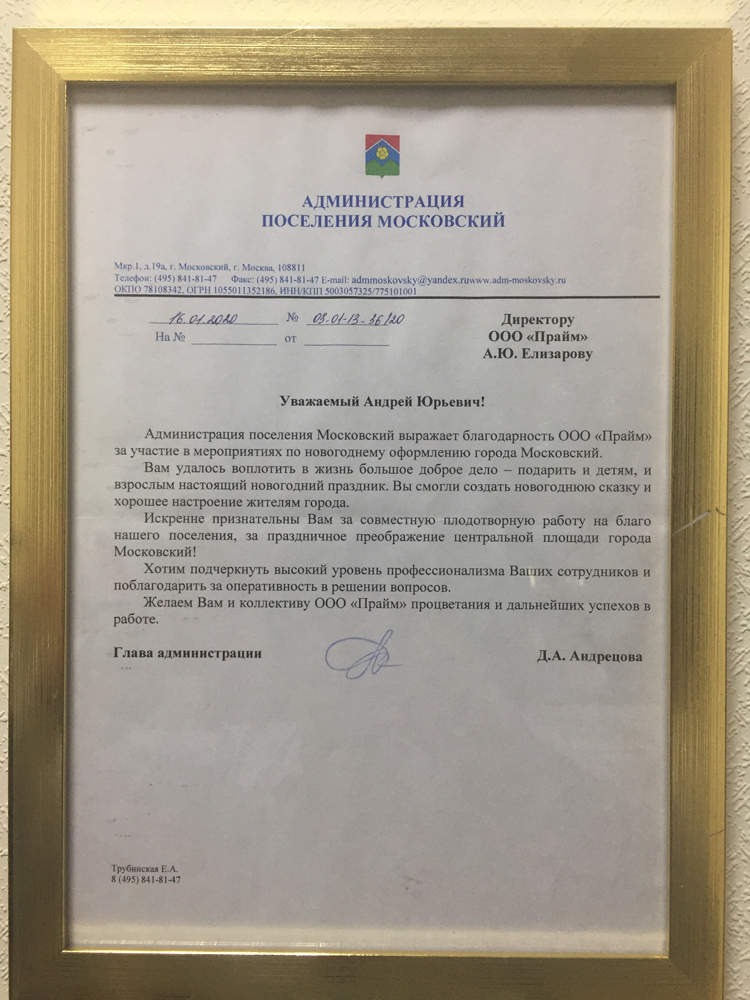 АДМИНИСТРАЦИЯ
ПОСЕЛЕНИЯ МОСКОВСКИЙ
Мкр.1, д.19а, г. Московский, г. Москва, 108811
Телефон: (495) 841-81-47 Факс: (495) 841-81-47 E-mail: admmoskovsky@yandex.ruwww.adm-moskovsky.ru
ОКПО 78108342, ОГРН 1055011352186, ИНН/КПП 5003057325/775101001
16.01.2020 № 03-01-13-36/20
На № ____________ от ____________
Директору
ООО «Прайм»
А.Ю. Елизарову
Уважаемый Андрей Юрьевич!
Администрация поселения Московский выражает благодарность ООО «Прайм»
за участие в мероприятиях по новогоднему оформлению города Московский.
Вам удалось воплотить в жизнь большое доброе дело – подарить и детям, и
взрослым настоящий новогодний праздник. Вы смогли создать новогоднюю сказку и
хорошее настроение жителям города.
Искренне признательны Вам за совместную плодотворную работу на благо
нашего поселения, за праздничное преображение центральной площади города
Московский!
Хотим подчеркнуть высокий уровень профессионализма Ваших сотрудников и
поблагодарить за оперативность в решении вопросов.
Желаем Вам и коллективу ООО «Прайм» процветания и дальнейших успехов в
работе.
Глава администрации Д.А. Андрецова
Трубинская Е.А.
8 (495) 841-81-47